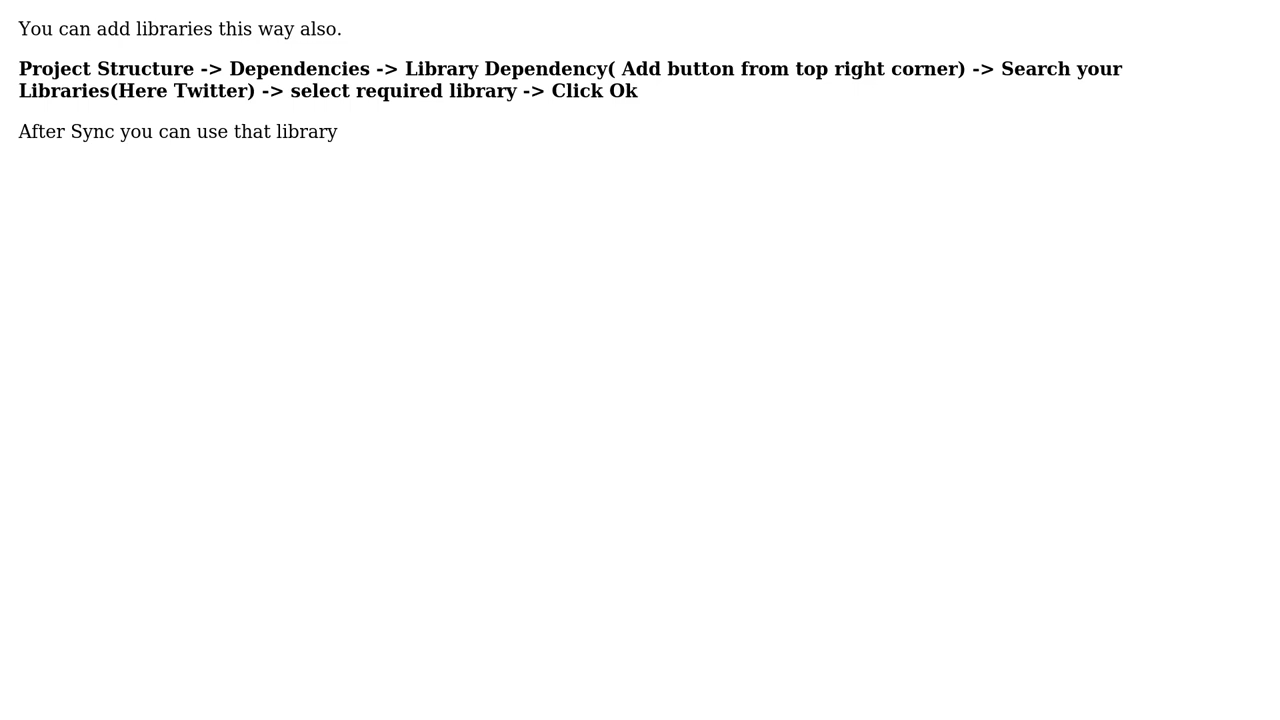 You can add libraries this way also.
Project Structure -> Dependencies -> Library Dependency( Add button from top right corner) -> Search your
Libraries(Here Twitter) -> select required library -> Click Ok
After Sync you can use that library